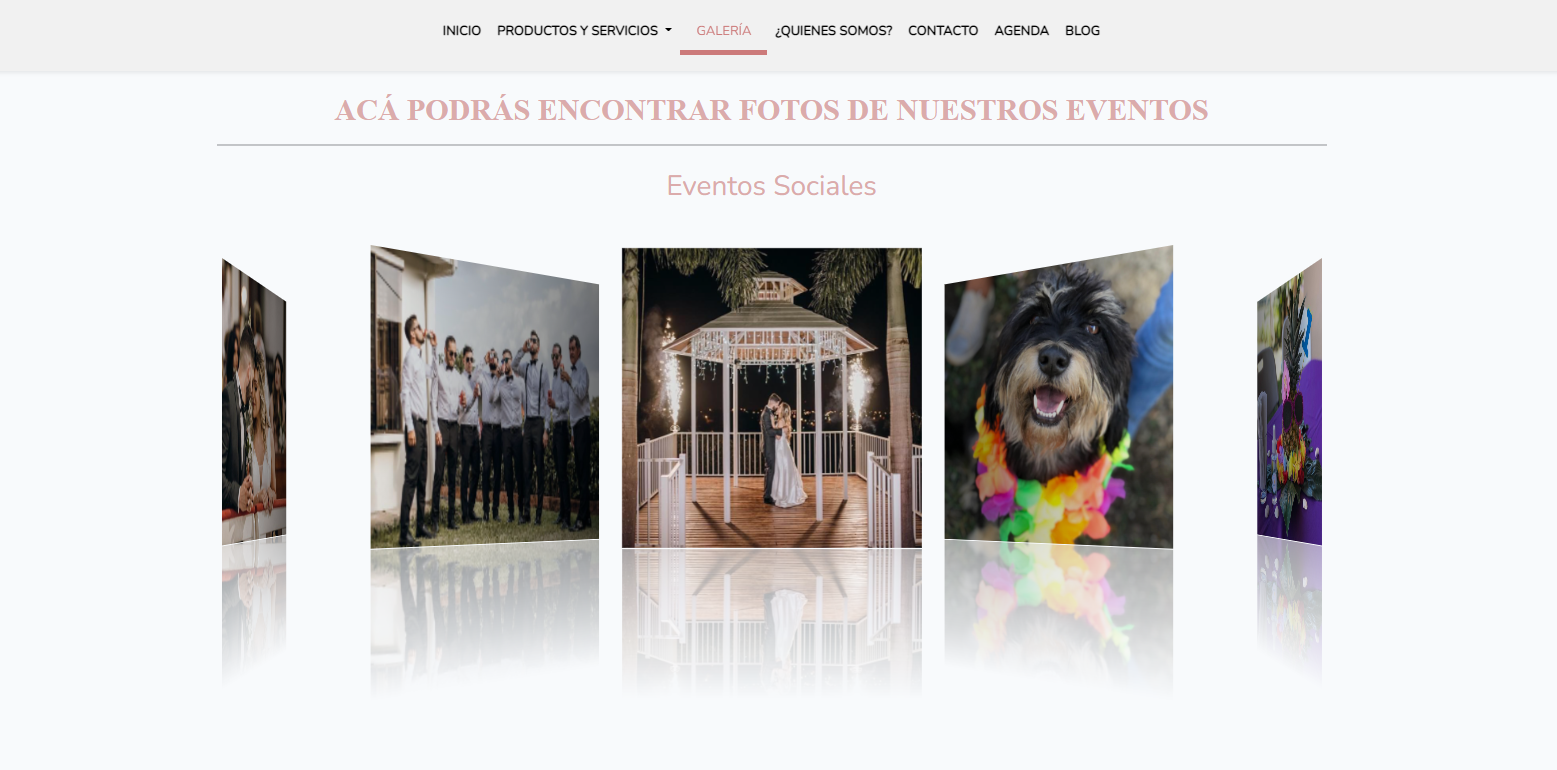 INICIO PRODUCTOS Y SERVICIOS GALERÍA ¿QUIENES SOMOS? CONTACTO AGENDA BLOG
ACÁ PODRÁS ENCONTRAR FOTOS DE NUESTROS EVENTOS
Eventos Sociales